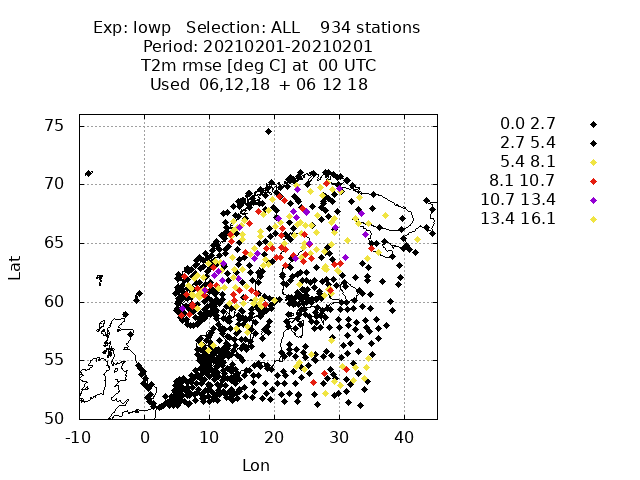 Exp: lowp   Selection: ALL    934 stations
Period: 20210201-20210201
T2m rmse [deg C] at  00 UTC
Used  06,12,18  + 06 12 18
0.0 2.7
2.7 5.4
5.4 8.1
8.1 10.7
10.7 13.4
13.4 16.1
75
70
65
60
55
50
Lat
-10 0 10 20 30 40
Lon